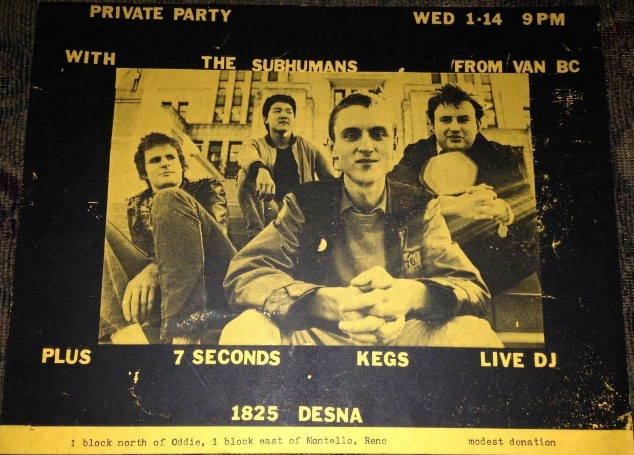 PRIVATE PARTY WED 1·14 9PM
WITH THE SUBHUMANS FROM VAN BC
76
PLUS 7 SECONDS KEGS LIVE DJ
1825 DESNA
1 block north of Oddie, 1 block east of Montello, Reno modest donation